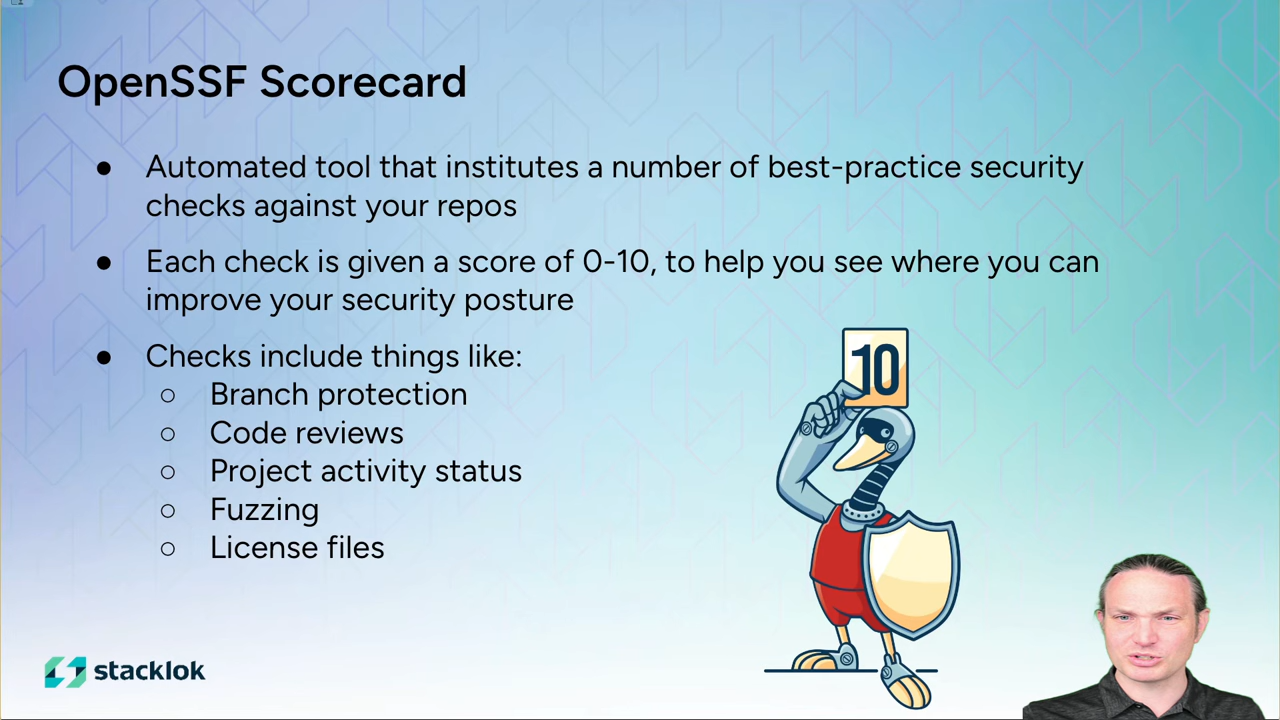 OpenSSF Scorecard
● Automated tool that institutes a number of best-practice security
checks against your repos
● Each check is given a score of 0-10, to help you see where you can
improve your security posture
● Checks include things like:
○ Branch protection
○ Code reviews
○ Project activity status
○ Fuzzing
○ License files
10
stacklok